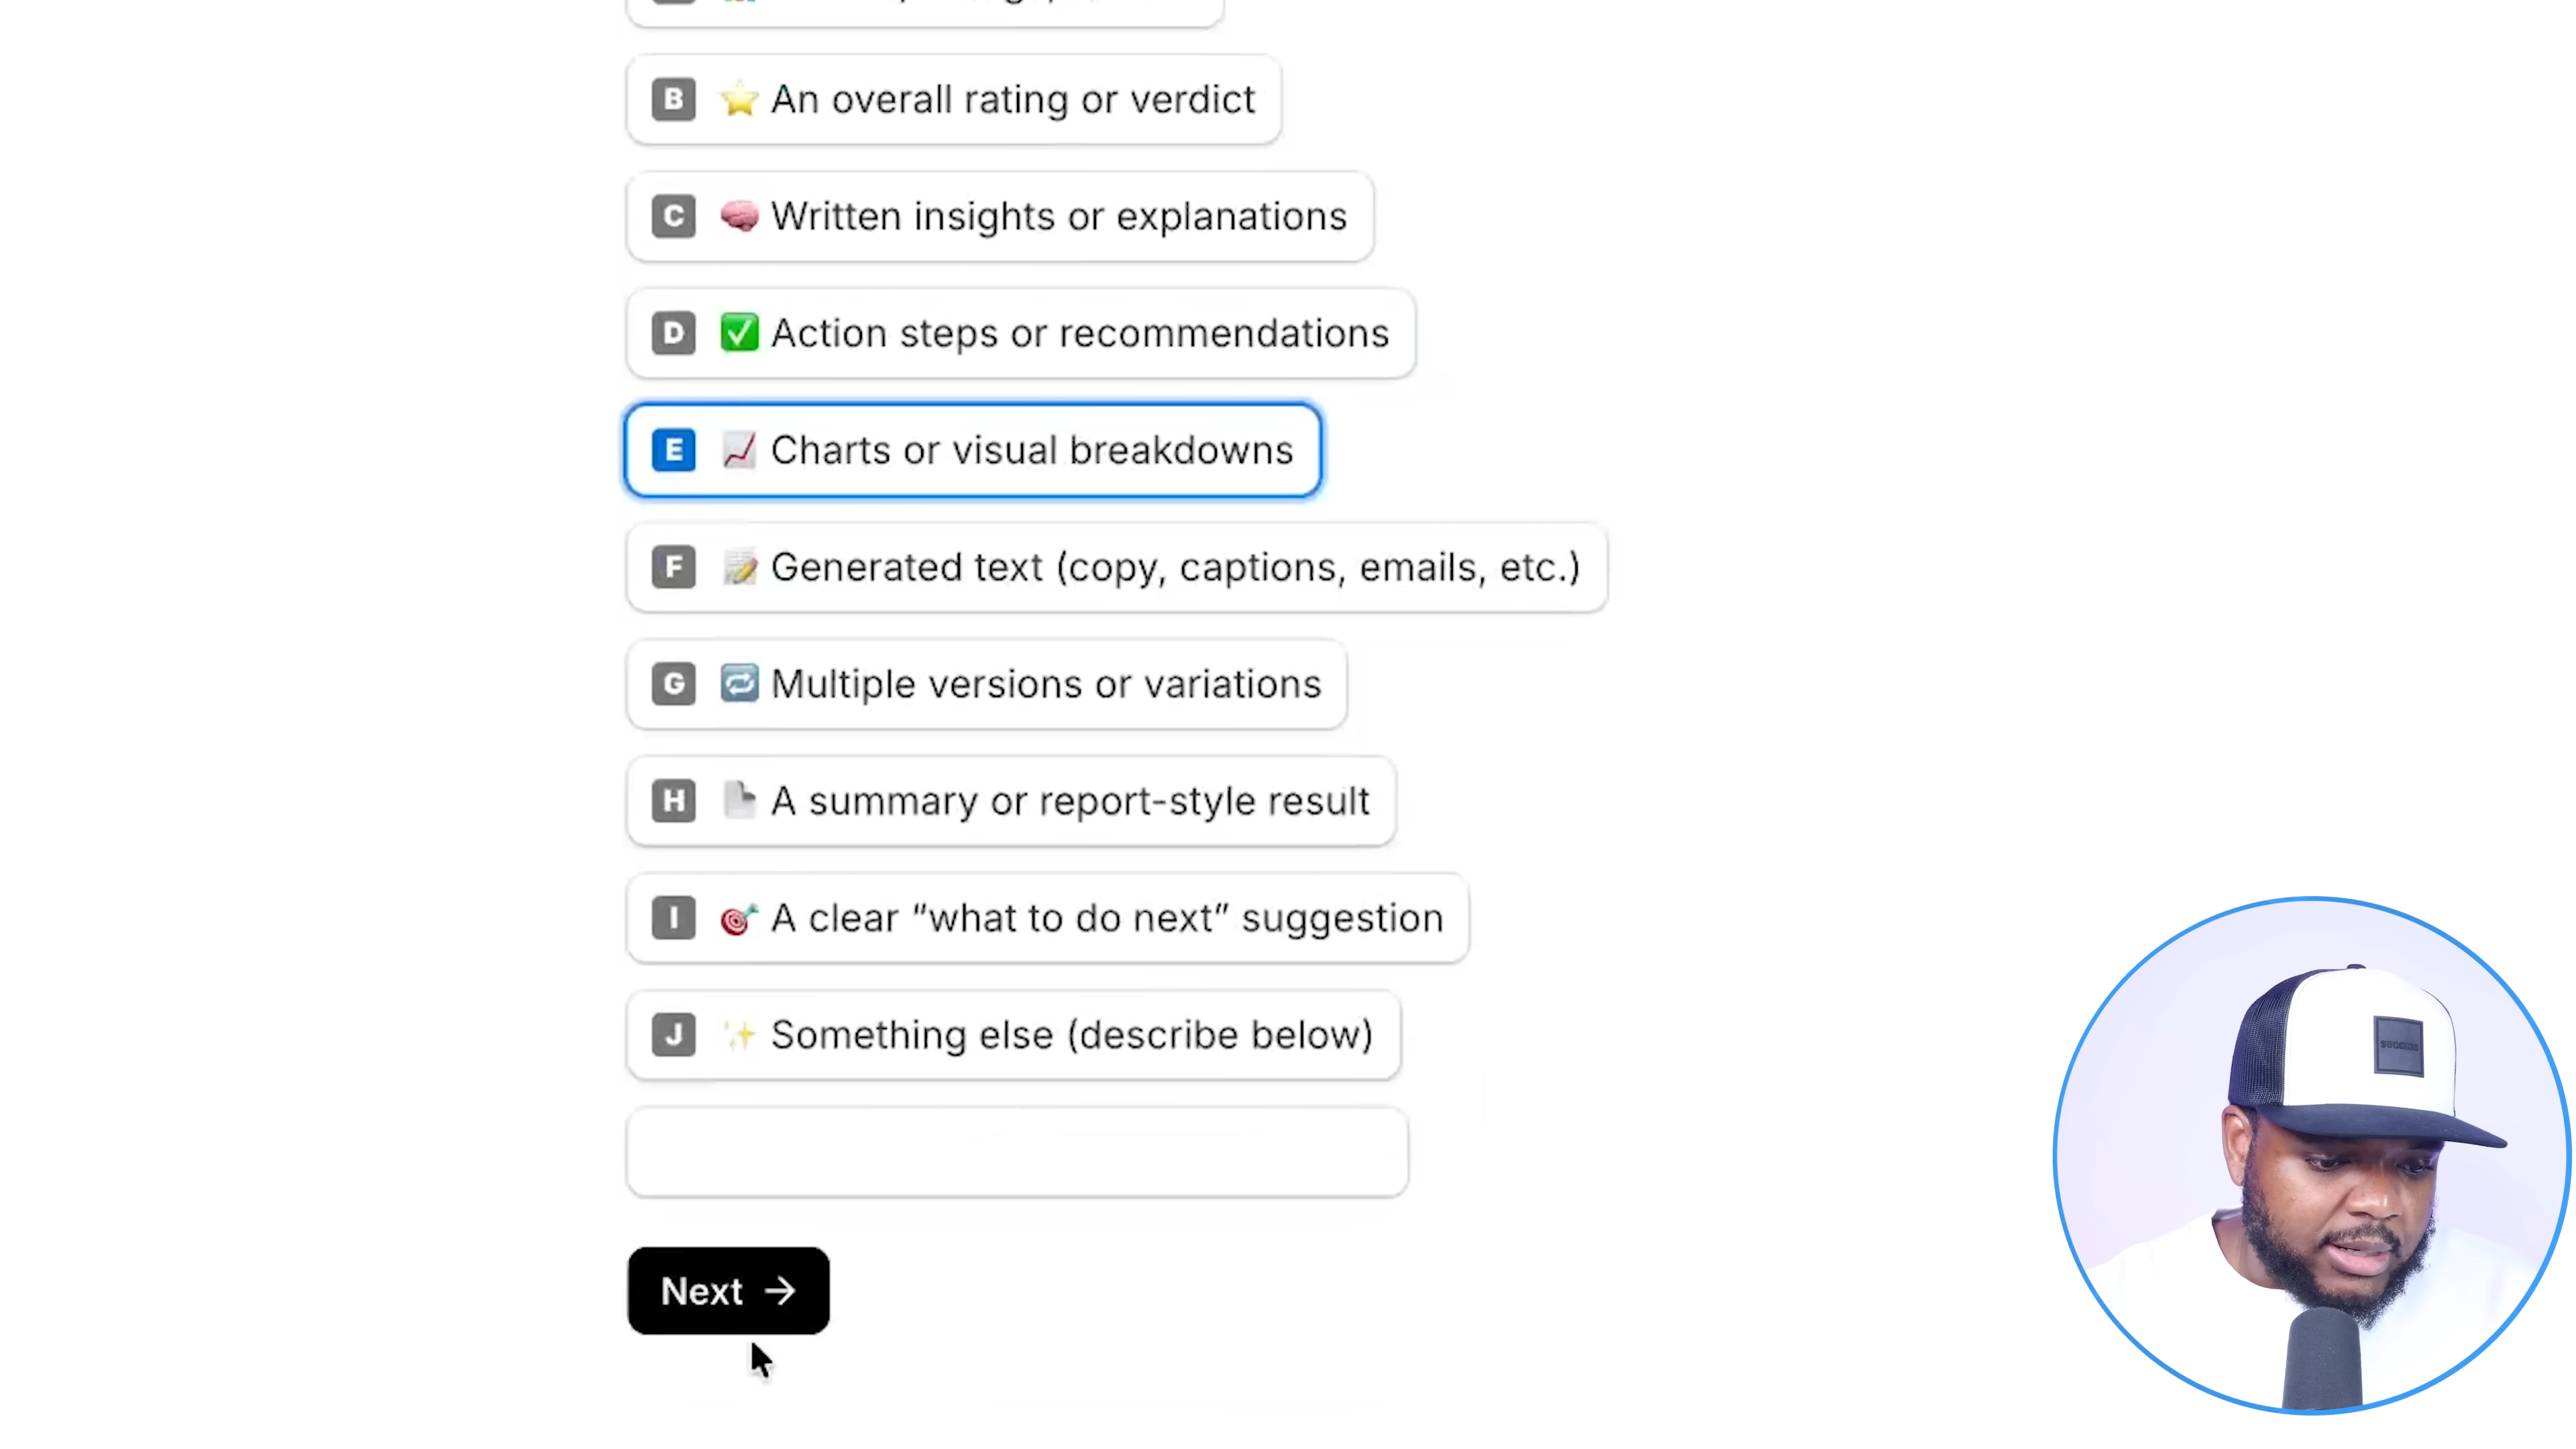 B ⭐ An overall rating or verdict
C 🧠 Written insights or explanations
D ✅ Action steps or recommendations
E 📈 Charts or visual breakdowns
F 📝 Generated text (copy, captions, emails, etc.)
G 🔁 Multiple versions or variations
H 📄 A summary or report-style result
I 🎯 A clear “what to do next” suggestion
J ✨ Something else (describe below)
Next →
SUCCESS